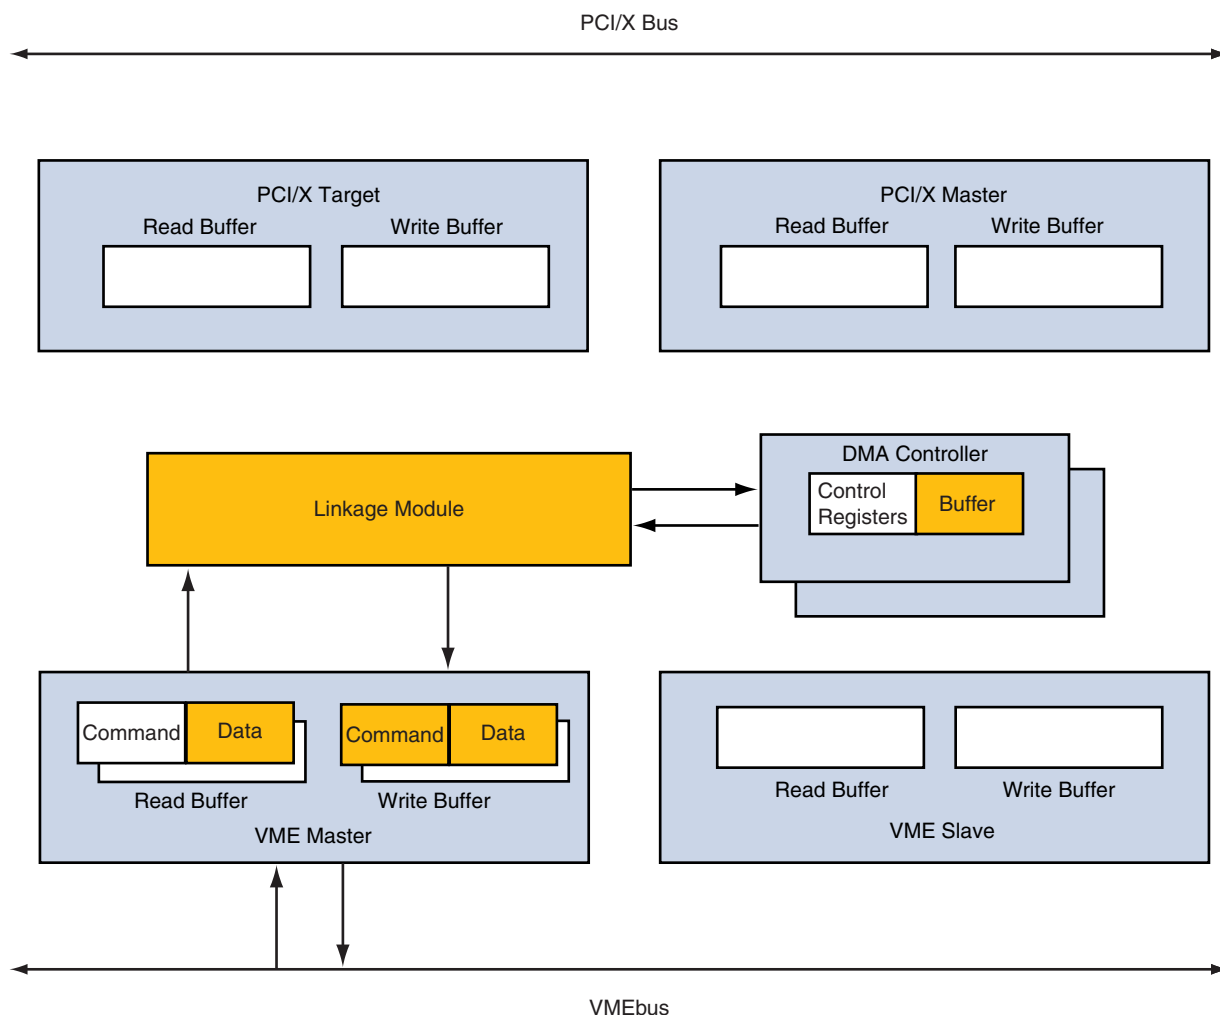 PCI/X Bus
PCI/X Target
Read Buffer
Write Buffer
PCI/X Master
Read Buffer
Write Buffer
Linkage Module
DMA Controller
Control
Registers
Buffer
Command
Data
Read Buffer
Command
Data
Write Buffer
VME Master
Read Buffer
Write Buffer
VME Slave
VMEbus